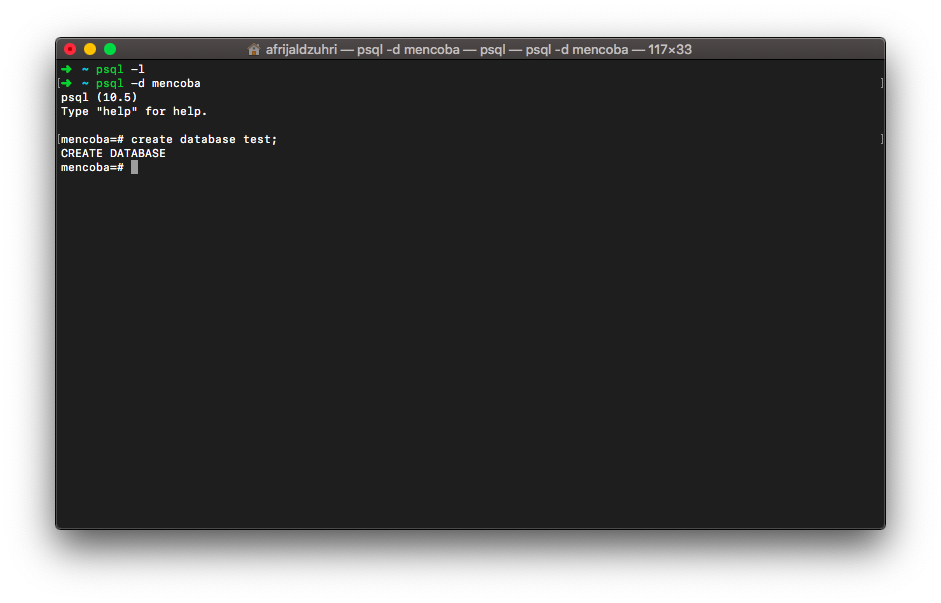 afrijaldzuhri — psql -d mencoba — psql — psql -d mencoba — 117×33
➜ ~ psql -l
[➜ ~ psql -d mencoba ]
psql (10.5)
Type "help" for help.
[mencoba=# create database test; ]
CREATE DATABASE
mencoba=#